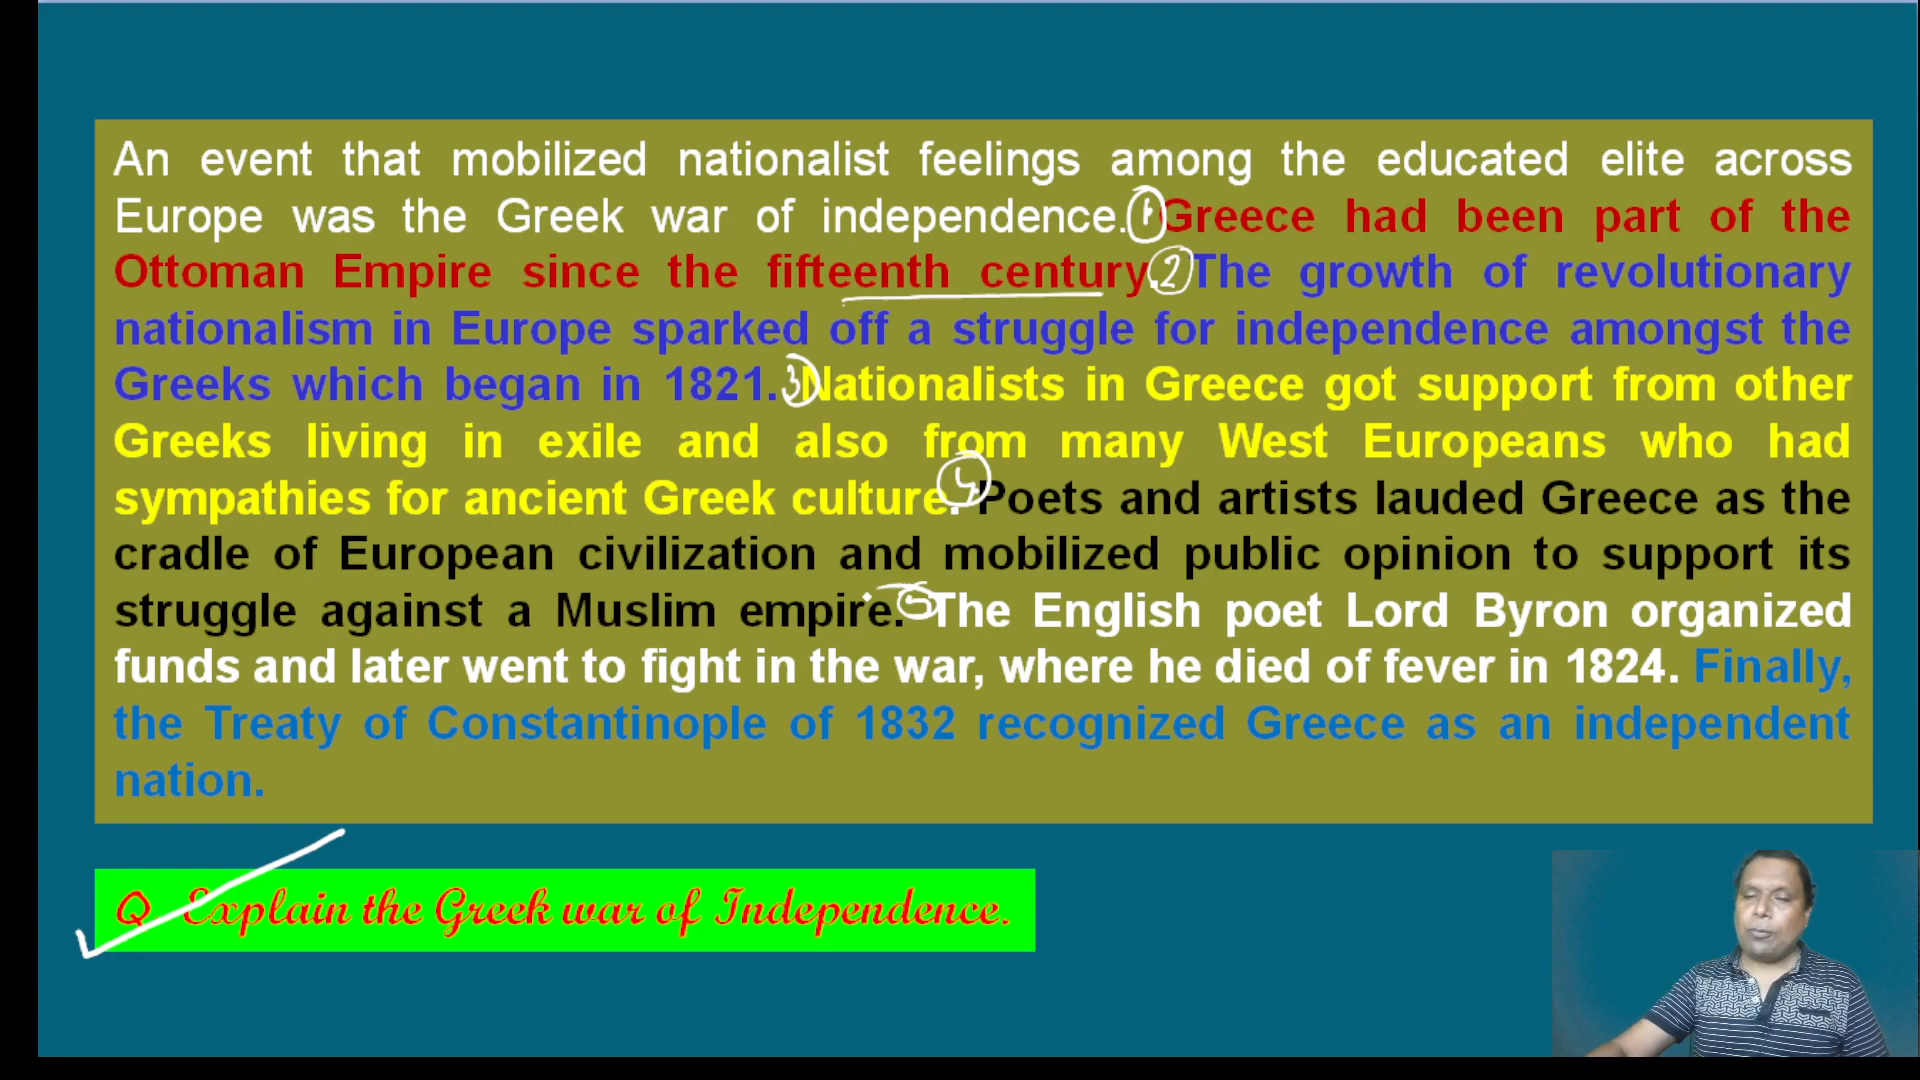 An event that mobilized nationalist feelings among the educated elite across
Europe was the Greek war of independence. 1 Greece had been part of the
Ottoman Empire since the fifteenth century. 2 The growth of revolutionary
nationalism in Europe sparked off a struggle for independence amongst the
Greeks which began in 1821. 3 Nationalists in Greece got support from other
Greeks living in exile and also from many West Europeans who had
sympathies for ancient Greek culture. 4 Poets and artists lauded Greece as the
cradle of European civilization and mobilized public opinion to support its
struggle against a Muslim empire. 5 The English poet Lord Byron organized
funds and later went to fight in the war, where he died of fever in 1824. Finally,
the Treaty of Constantinople of 1832 recognized Greece as an independent
nation.
Q Explain the Greek war of Independence.